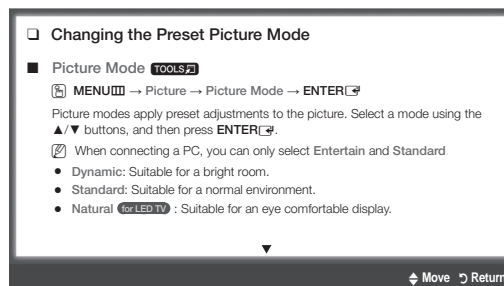 ❑ Changing the Preset Picture Mode
■ Picture Mode TOOLS
MENU → Picture → Picture Mode → ENTER
Picture modes apply preset adjustments to the picture. Select a mode using the
▲/▼ buttons, and then press ENTER.
When connecting a PC, you can only select Entertain and Standard.
● Dynamic: Suitable for a bright room.
● Standard: Suitable for a normal environment.
● Natural for LED TV : Suitable for an eye comfortable display.
▼
Move Return